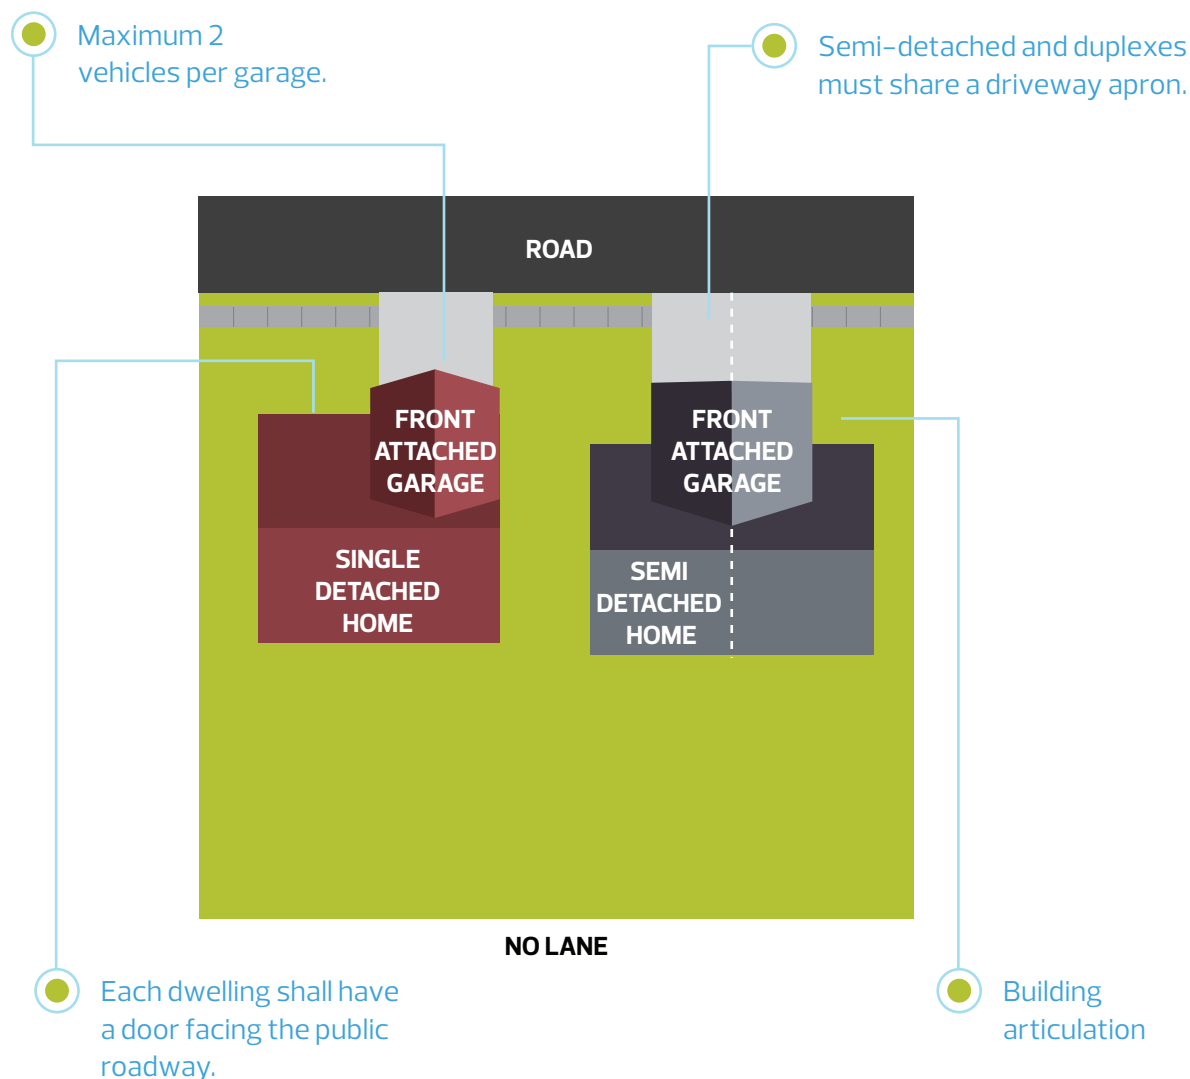 Maximum 2
vehicles per garage.
Semi-detached and duplexes
must share a driveway apron.
ROAD
FRONT
ATTACHED
GARAGE
FRONT
ATTACHED
GARAGE
SINGLE
DETACHED
HOME
SEMI
DETACHED
HOME
NO LANE
Each dwelling shall have
a door facing the public
roadway.
Building
articulation